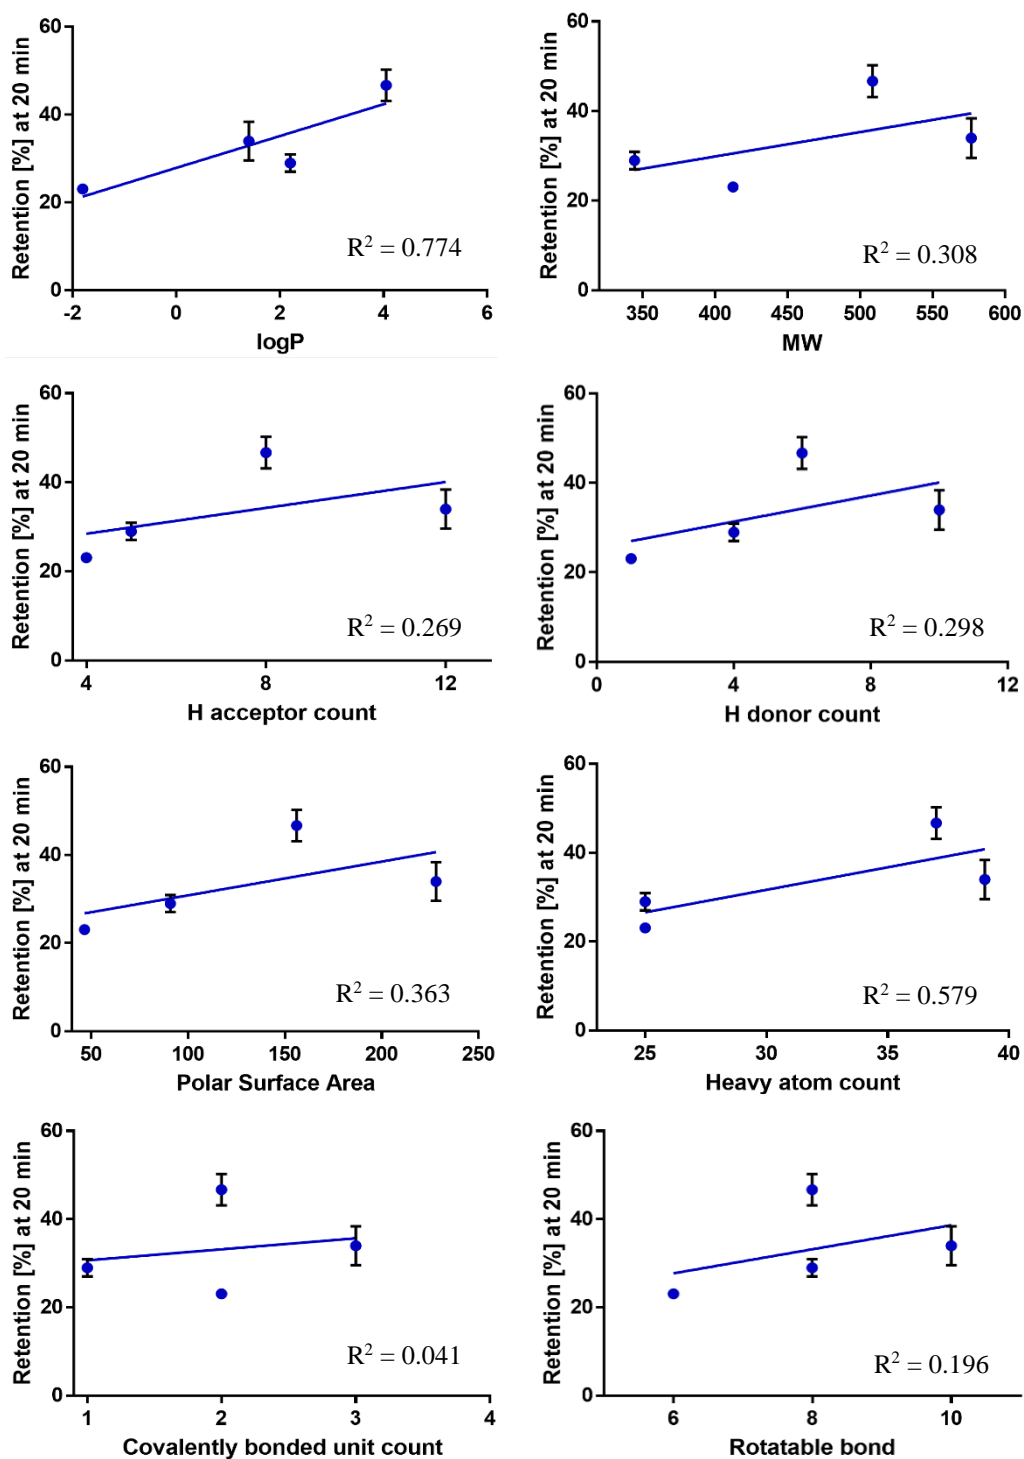 Retention [%] at 20 min
60
40
20
0
-2 0 2 4 6
logP
R² = 0.774
Retention [%] at 20 min
60
40
20
0
350 400 450 500 550 600
MW
R² = 0.308
Retention [%] at 20 min
60
40
20
0
4 8 12
H acceptor count
R² = 0.269
Retention [%] at 20 min
60
40
20
0
0 4 8 12
H donor count
R² = 0.298
Retention [%] at 20 min
60
40
20
0
50 100 150 200 250
Polar Surface Area
R² = 0.363
Retention [%] at 20 min
60
40
20
0
25 30 35 40
Heavy atom count
R² = 0.579
Retention [%] at 20 min
60
40
20
0
1 2 3 4
Covalently bonded unit count
R² = 0.041
Retention [%] at 20 min
60
40
20
0
6 8 10
Rotatable bond
R² = 0.196